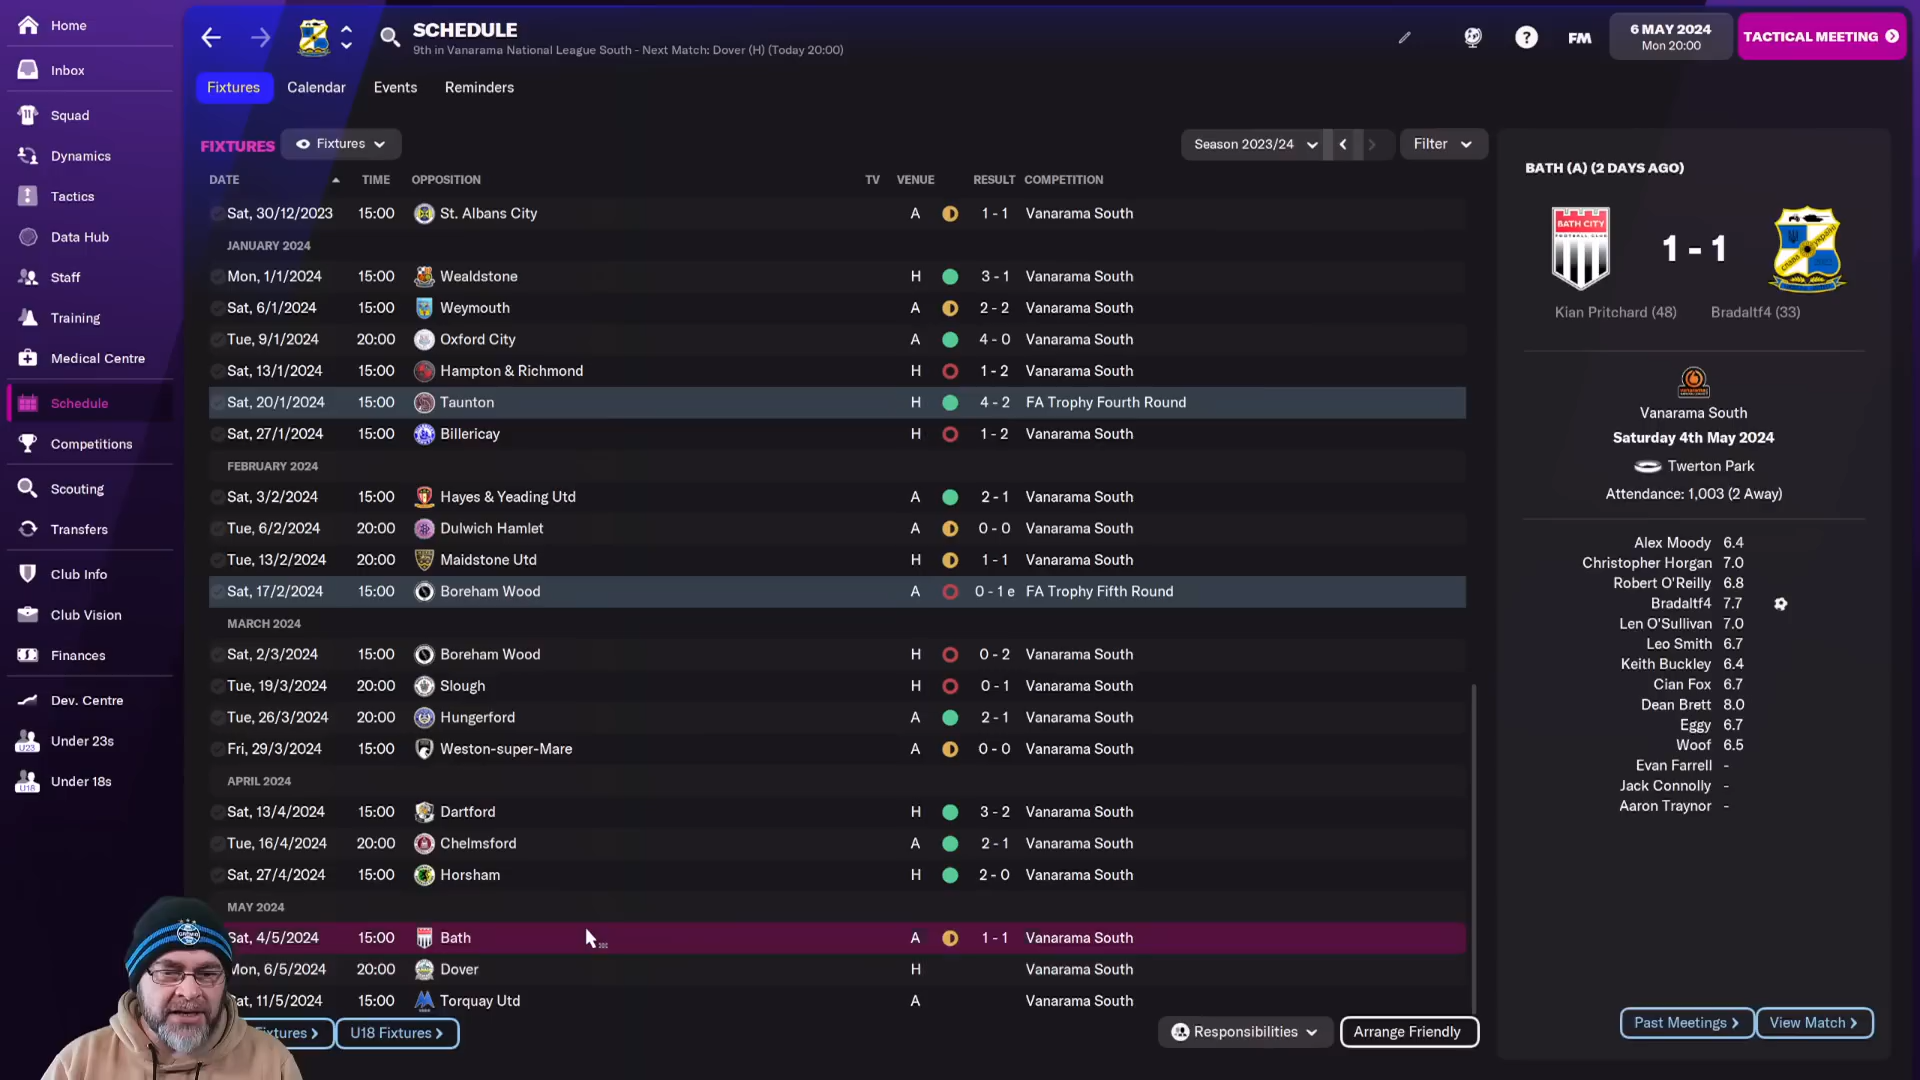 Home
Inbox
Squad
Dynamics
Tactics
Data Hub
Staff
Training
Medical Centre
Schedule
Competitions
Scouting
Transfers
Club Info
Club Vision
Finances
Dev. Centre
U23 Under 23s
U18 Under 18s
SCHEDULE
9th in Vanarama National League South - Next Match: Dover (H) (Today 20:00)
?
FM
6 MAY 2024
Mon 20:00
TACTICAL MEETING
Fixtures Calendar Events Reminders
FIXTURES Fixtures Season 2023/24 Filter
DATE TIME OPPOSITION TV VENUE RESULT COMPETITION
Sat, 30/12/2023 15:00 St. Albans City A 1 - 1 Vanarama South
JANUARY 2024
Mon, 1/1/2024 15:00 Wealdstone H 3 - 1 Vanarama South
Sat, 6/1/2024 15:00 Weymouth A 2 - 2 Vanarama South
Tue, 9/1/2024 20:00 Oxford City A 4 - 0 Vanarama South
Sat, 13/1/2024 15:00 Hampton & Richmond H 1 - 2 Vanarama South
Sat, 20/1/2024 15:00 Taunton H 4 - 2 FA Trophy Fourth Round
Sat, 27/1/2024 15:00 Billericay H 1 - 2 Vanarama South
FEBRUARY 2024
Sat, 3/2/2024 15:00 Hayes & Yeading Utd A 2 - 1 Vanarama South
Tue, 6/2/2024 20:00 Dulwich Hamlet A 0 - 0 Vanarama South
Tue, 13/2/2024 20:00 Maidstone Utd H 1 - 1 Vanarama South
Sat, 17/2/2024 15:00 Boreham Wood A 0 - 1 e FA Trophy Fifth Round
MARCH 2024
Sat, 2/3/2024 15:00 Boreham Wood H 0 - 2 Vanarama South
Tue, 19/3/2024 20:00 Slough H 0 - 1 Vanarama South
Tue, 26/3/2024 20:00 Hungerford A 2 - 1 Vanarama South
Fri, 29/3/2024 15:00 Weston-super-Mare A 0 - 0 Vanarama South
APRIL 2024
Sat, 13/4/2024 15:00 Dartford H 3 - 2 Vanarama South
Tue, 16/4/2024 20:00 Chelmsford A 2 - 1 Vanarama South
Sat, 27/4/2024 15:00 Horsham H 2 - 0 Vanarama South
MAY 2024
Sat, 4/5/2024 15:00 Bath A 1 - 1 Vanarama South
Mon, 6/5/2024 20:00 Dover H Vanarama South
Sat, 11/5/2024 15:00 Torquay Utd A Vanarama South
Fixtures U18 Fixtures Responsibilities Arrange Friendly
BATH (A) (2 DAYS AGO)
BATH CITY
1 - 1
Kian Pritchard (48) Bradaltf4 (33)
Vanarama South
Saturday 4th May 2024
Twerton Park
Attendance: 1,003 (2 Away)
Alex Moody 6.4
Christopher Horgan 7.0
Robert O'Reilly 6.8
Bradaltf4 7.7
Len O'Sullivan 7.0
Leo Smith 6.7
Keith Buckley 6.4
Cian Fox 6.7
Dean Brett 8.0
Eggy 6.7
Woof 6.5
Evan Farrell -
Jack Connolly -
Aaron Traynor -
Past Meetings View Match